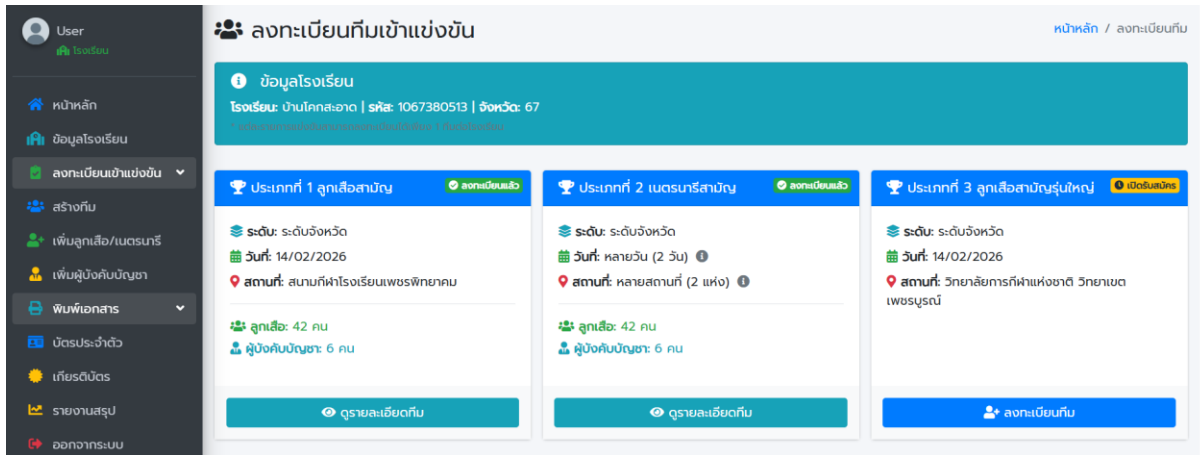 User
โรงเรียน
หน้าหลัก
ข้อมูลโรงเรียน
ลงทะเบียนเข้าแข่งขัน
สร้างทีม
เพิ่มลูกเสือ/เนตรนารี
เพิ่มผู้บังคับบัญชา
พิมพ์เอกสาร
บัตรประจำตัว
เกียรติบัตร
รายงานสรุป
ออกจากระบบ
ลงทะเบียนทีมเข้าแข่งขัน
หน้าหลัก / ลงทะเบียนทีม
ข้อมูลโรงเรียน
โรงเรียน: บ้านโคกสะอาด | รหัส: 1067380513 | จังหวัด: 67
ประเภทที่ 1 ลูกเสือสามัญ
ลงทะเบียนแล้ว
ระดับ: ระดับจังหวัด
วันที่: 14/02/2026
สถานที่: สนามกีฬาโรงเรียนเพชรพิทยาคม
ลูกเสือ: 42 คน
ผู้บังคับบัญชา: 6 คน
ดูรายละเอียดทีม
ประเภทที่ 2 เนตรนารีสามัญ
ลงทะเบียนแล้ว
ระดับ: ระดับจังหวัด
วันที่: หลายวัน (2 วัน)
สถานที่: หลายสถานที่ (2 แห่ง)
ลูกเสือ: 42 คน
ผู้บังคับบัญชา: 6 คน
ดูรายละเอียดทีม
ประเภทที่ 3 ลูกเสือสามัญรุ่นใหญ่
เปิดรับสมัคร
ระดับ: ระดับจังหวัด
วันที่: 14/02/2026
สถานที่: วิทยาลัยการกีฬาแห่งชาติ วิทยาเขต
เพชรบูรณ์
ลงทะเบียนทีม